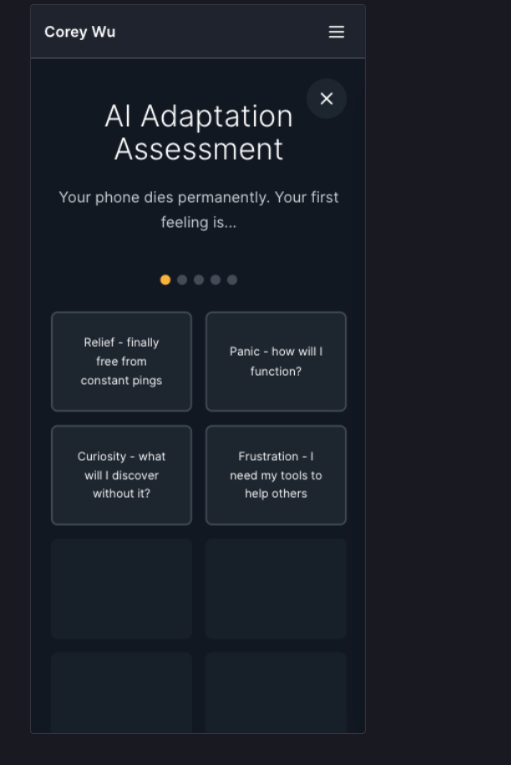 Corey Wu
AI Adaptation
Assessment
Your phone dies permanently. Your first
feeling is...
Relief - finally
free from
constant pings
Panic - how will I
function?
Curiosity - what
will I discover
without it?
Frustration - I
need my tools to
help others